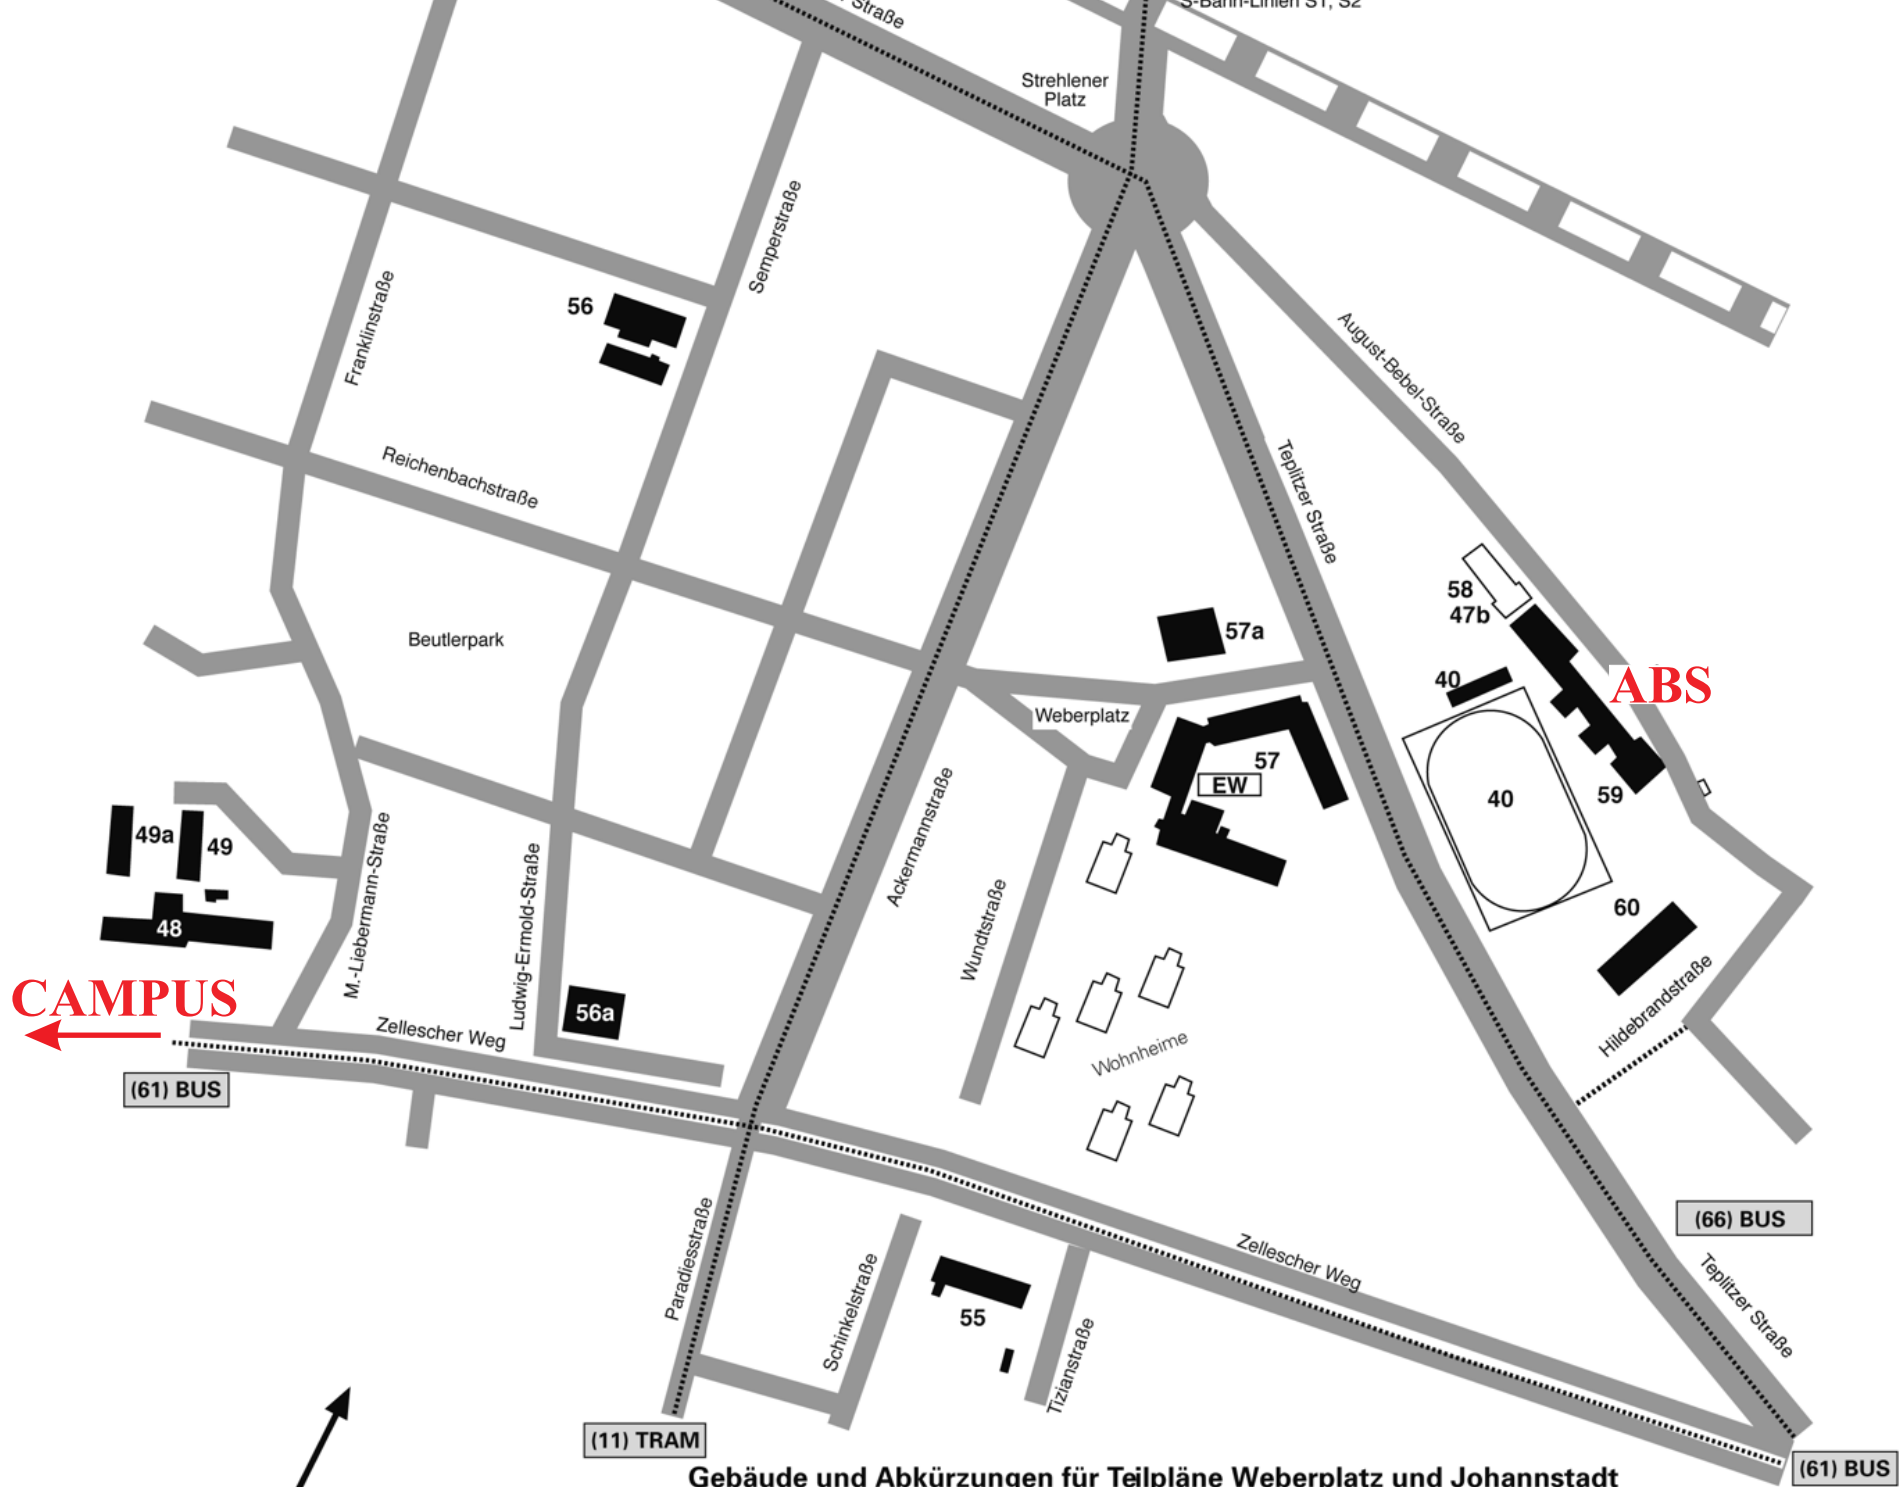 Straße
S-Bahn-Linien S1, S2
Strehlener
Platz
Semperstraße
Franklinstraße
56
August-Bebel-Straße
Reichenbachstraße
Teplitzer Straße
58
47b
57a
Beutlerpark
40
ABS
Weberplatz
57
EW
40
59
49a
49
Ackermannstraße
M.-Liebermann-Straße
Ludwig-Ermold-Straße
Wundtstraße
60
48
CAMPUS
56a
Hildebrandstraße
Zellescher Weg
Wohnheime
(61) BUS
(66) BUS
Paradiesstraße
Schinkelstraße
Zellescher Weg
Teplitzer Straße
55
Tizianstraße
(11) TRAM
(61) BUS
Gebäude und Abkürzungen für Teilpläne Weberplatz und Johannstadt